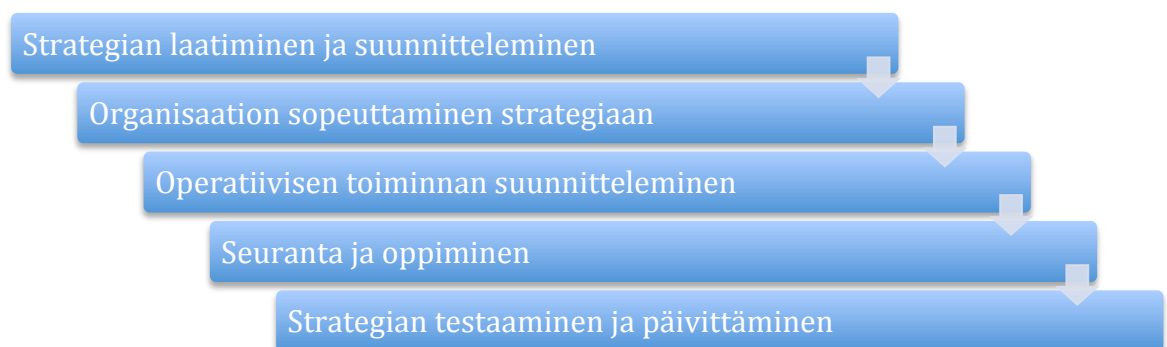 Strategian laatiminen ja suunnitteleminen
Organisaation sopeuttaminen strategiaan
Operatiivisen toiminnan suunnitteleminen
Seuranta ja oppiminen
Strategian testaaminen ja päivittäminen